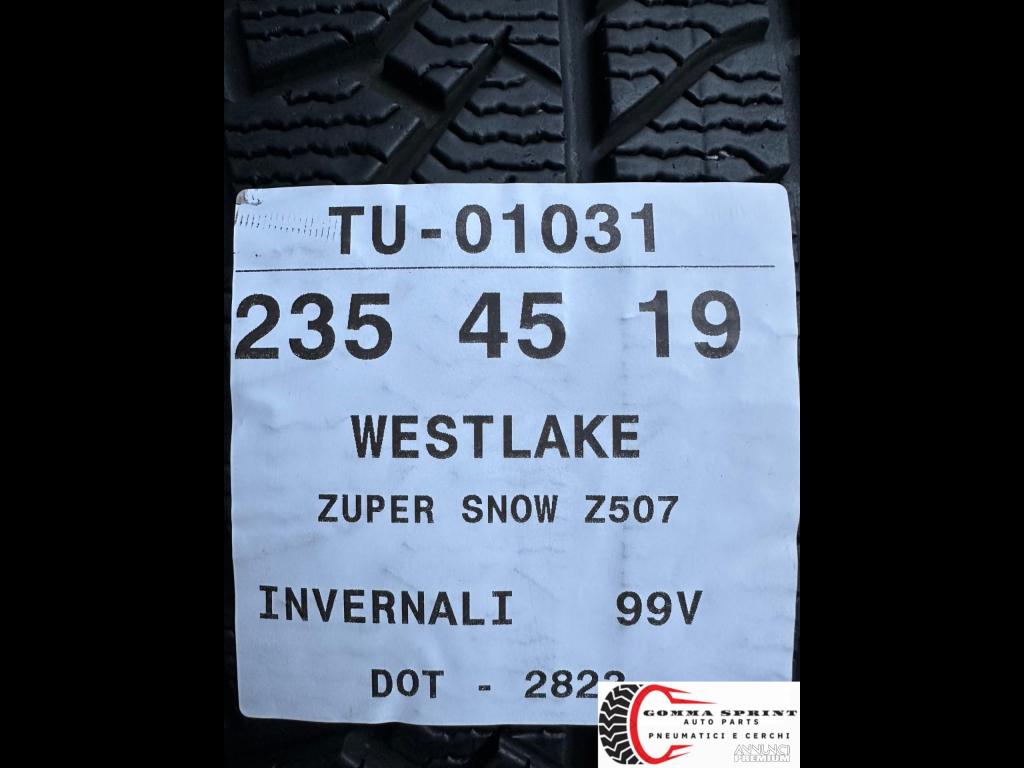 TU-01031
235 45 19
WESTLAKE
ZUPER SNOW Z507
INVERNALI 99V
DOT -
GOMMA SPRINT
AUTO PARTS
PNEUMATICI E CERCHI
ANNUNCI
PREMIUM